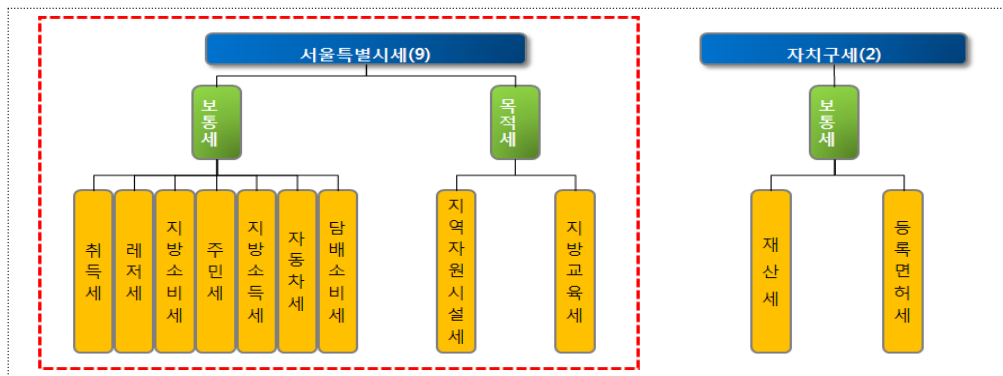 서울특별시세(9)
자치구세(2)
보통세
목적세
보통세
취득세
레저세
지방소비세
주민세
지방소득세
자동차세
담배소비세
지역자원시설세
지방교육세
재산세
등록면허세